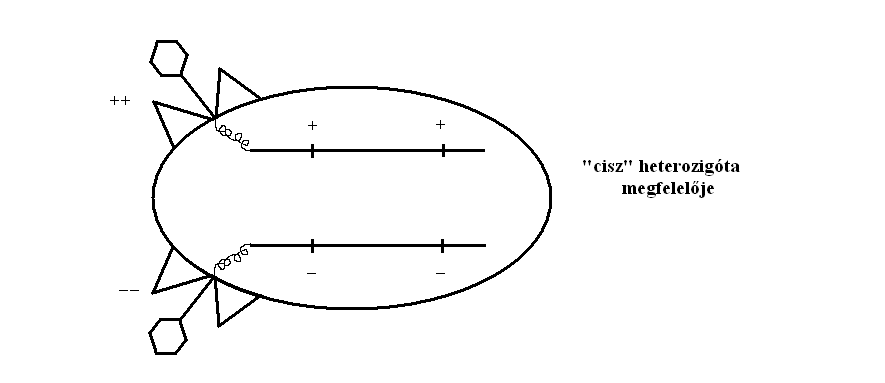 ++
+ +
"cisz" heterozigóta
megfelelője
– –
−−